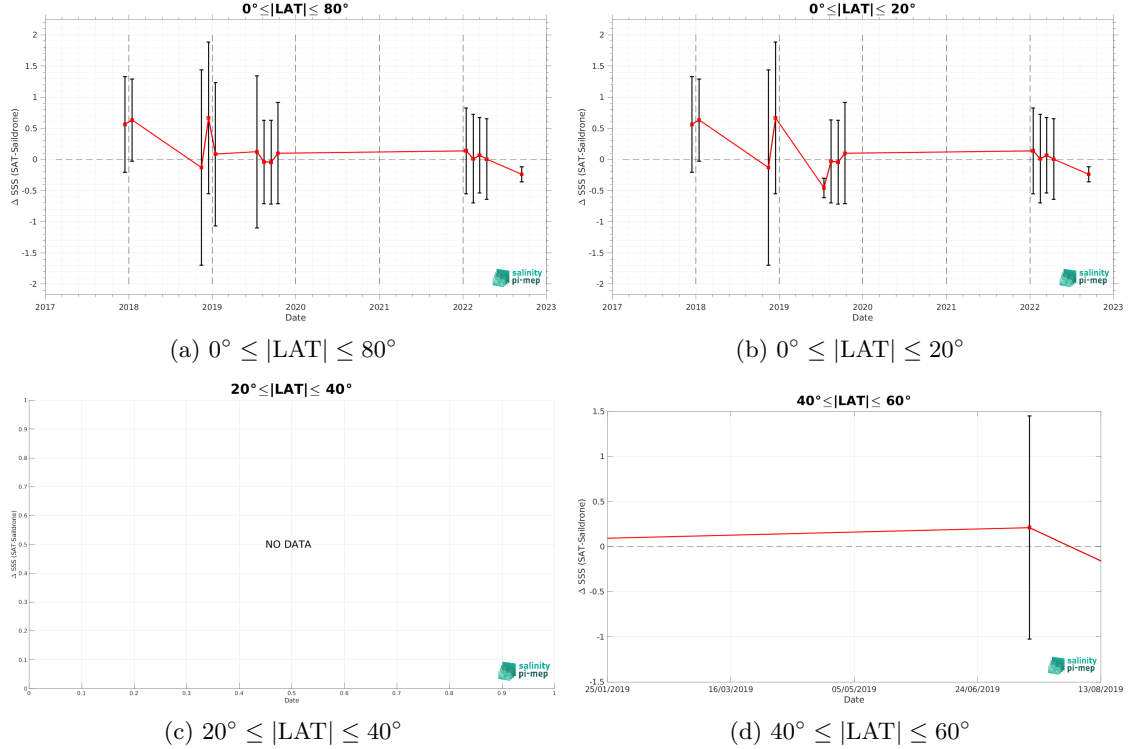 0°≤|LAT|≤ 80°
Δ SSS (SAT-Saildrone)
2
1.5
1
0.5
0
-0.5
-1
-1.5
-2
2017 2018 2019 2020 2021 2022 2023
Date
salinity
pi-mep
(a) 0° ≤ |LAT| ≤ 80°
0°≤|LAT|≤ 20°
Δ SSS (SAT-Saildrone)
2
1.5
1
0.5
0
-0.5
-1
-1.5
-2
2017 2018 2019 2020 2021 2022 2023
Date
salinity
pi-mep
(b) 0° ≤ |LAT| ≤ 20°
20°≤|LAT|≤ 40°
Δ SSS (SAT-Saildrone)
1
0.9
0.8
0.7
0.6
0.5
0.4
0.3
0.2
0.1
0
NO DATA
0 0.1 0.2 0.3 0.4 0.5 0.6 0.7 0.8 0.9 1
Date
salinity
pi-mep
(c) 20° ≤ |LAT| ≤ 40°
40°≤|LAT|≤ 60°
Δ SSS (SAT-Saildrone)
1.5
1
0.5
0
-0.5
-1
-1.5
25/01/2019 16/03/2019 05/05/2019 24/06/2019 13/08/2019
Date
salinity
pi-mep
(d) 40° ≤ |LAT| ≤ 60°